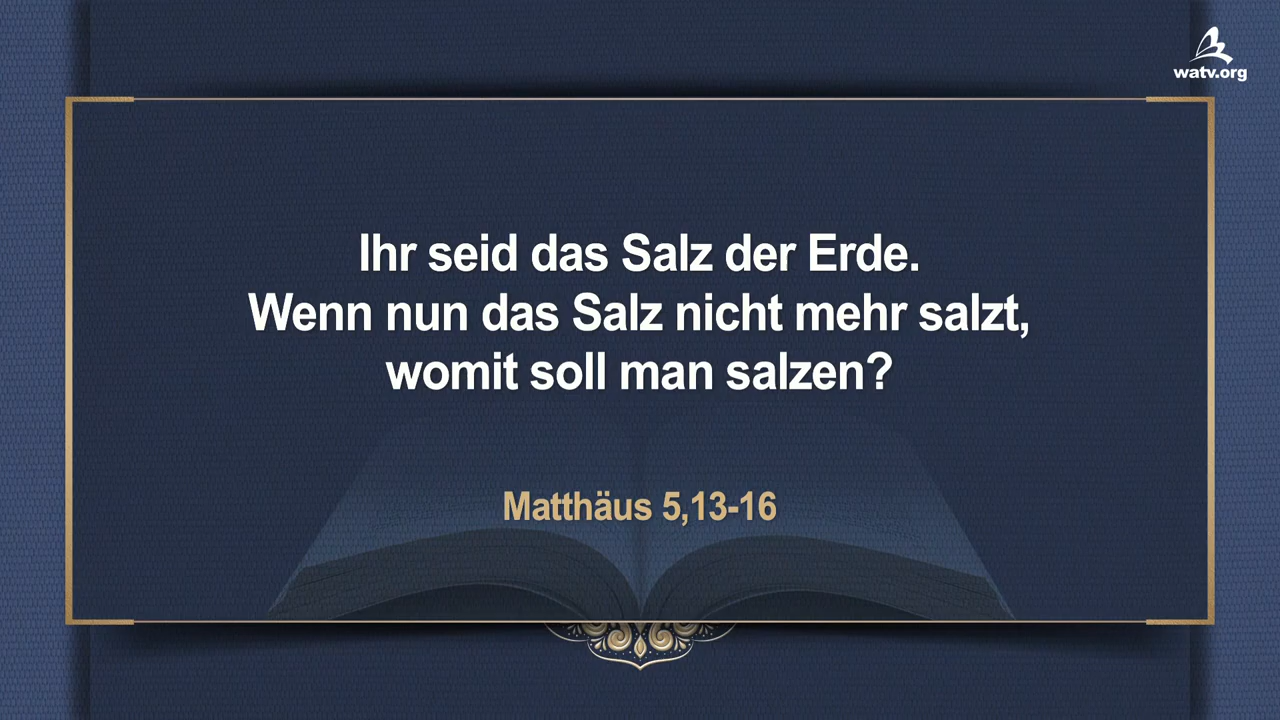 watv.org
Ihr seid das Salz der Erde.
Wenn nun das Salz nicht mehr salzt,
womit soll man salzen?
Matthäus 5,13-16